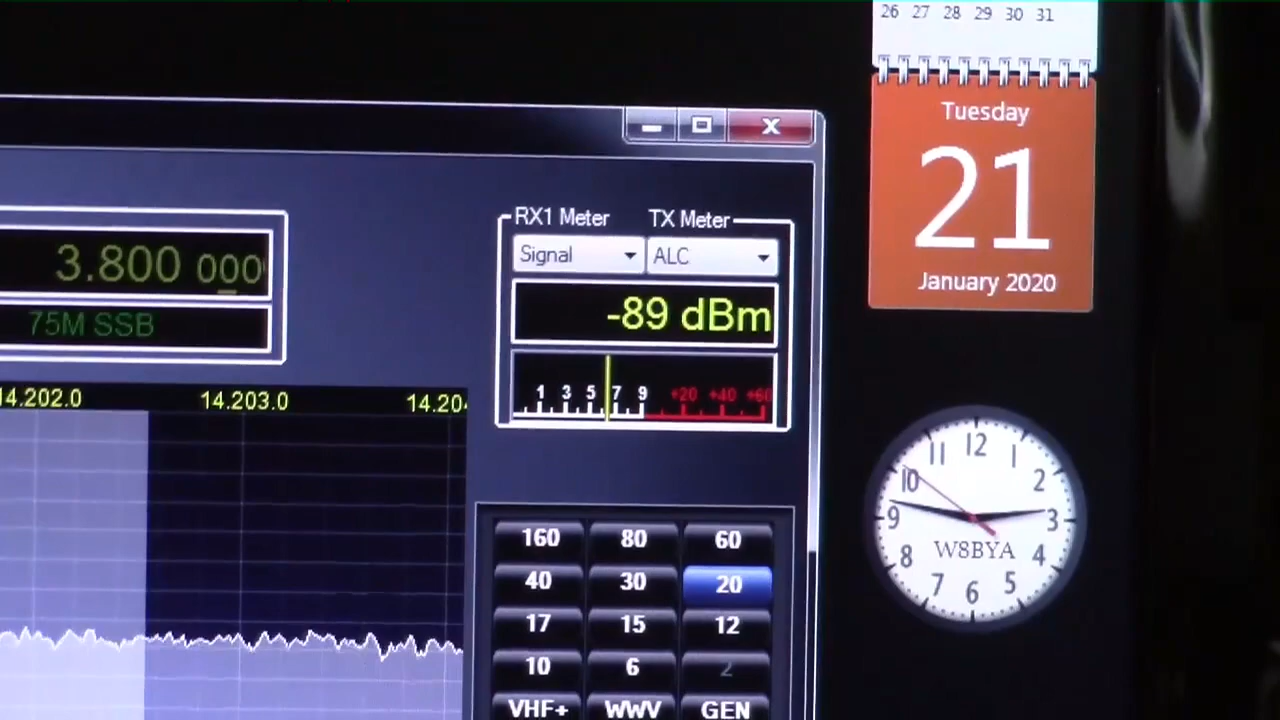 26 27 28 29 30 31
Tuesday
21
January 2020
RX1 Meter TX Meter
Signal ALC
3.800 000
-89 dBm
75M SSB
1 3 5 7 9 +20 +40 +60
14.202.0 14.203.0 14.204
12
11 1
10 2
9 3
W8BYA
8 4
7 5
6
160 80 60
40 30 20
17 15 12
10 6 2
VHF+ WWV GEN